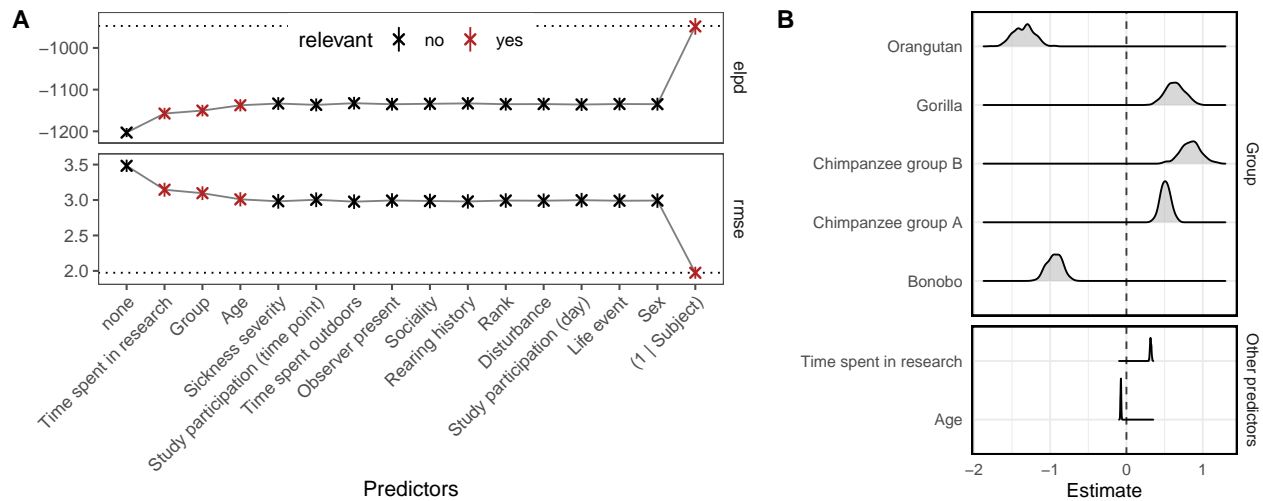 A
relevant no yes
−1000
−1100
−1200
elpd
3.5
3.0
2.5
2.0
rmse
none
Time spent in research
Group
Age
Sickness severity
Study participation (time point)
Time spent outdoors
Observer present
Sociality
Rearing history
Rank
Disturbance
Study participation (day)
Life event
Sex
(1 | Subject)
Predictors
B
Orangutan
Gorilla
Chimpanzee group B
Chimpanzee group A
Bonobo
Group
Time spent in research
Age
Other predictors
−2 −1 0 1
Estimate